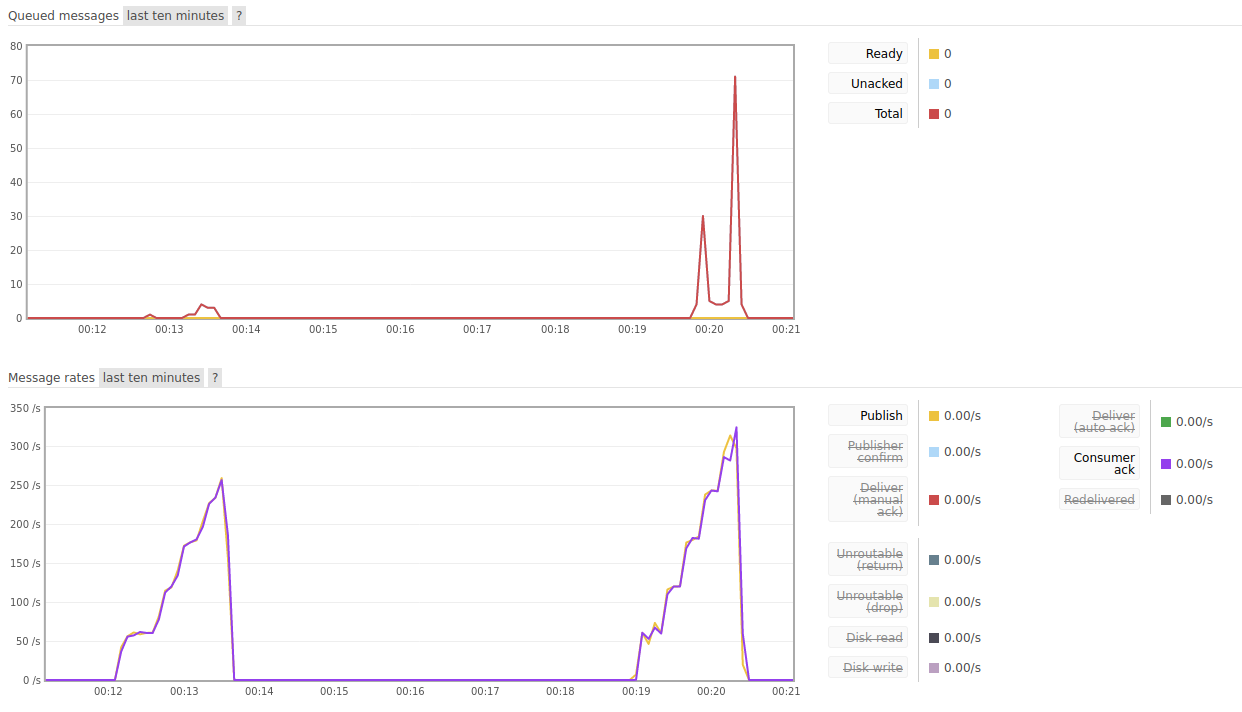 Queued messages last ten minutes ?
80
70
60
50
40
30
20
10
0
00:12 00:13 00:14 00:15 00:16 00:17 00:18 00:19 00:20 00:21
Ready 0
Unacked 0
Total 0
Message rates last ten minutes ?
350 /s
300 /s
250 /s
200 /s
150 /s
100 /s
50 /s
0 /s
00:12 00:13 00:14 00:15 00:16 00:17 00:18 00:19 00:20 00:21
Publish 0.00/s
Publisher
confirm 0.00/s
Deliver
(manual
ack) 0.00/s
Deliver
(auto ack) 0.00/s
Consumer
ack 0.00/s
Redelivered 0.00/s
Unroutable
(return) 0.00/s
Unroutable
(drop) 0.00/s
Disk read 0.00/s
Disk write 0.00/s